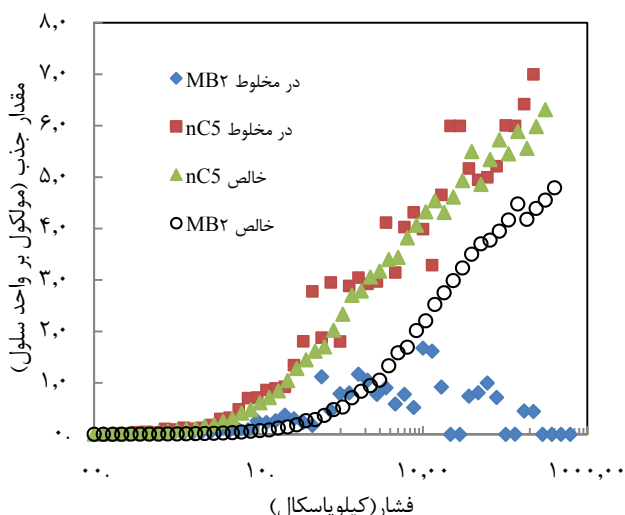 ۸,۰
۷,۰
۶,۰
۵,۰
۴,۰
۳,۰
۲,۰
۱,۰
۰.
مقدار جذب (مولکول بر واحد سلول)
در مخلوط MB۲
در مخلوط nC5
خالص nC5
خالص MB۲
۰۰.
۱۰.
۱۰,۰۰
۱۰۰۰,۰۰
فشار(کیلوپاسکال)